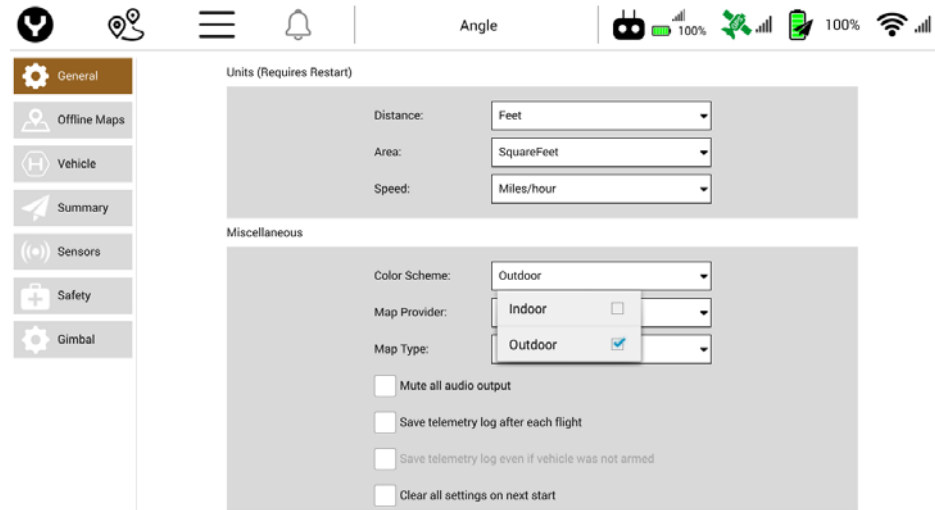 Angle
100%
100%
General
Offline Maps
Vehicle
Summary
Sensors
Safety
Gimbal
Units (Requires Restart)
Distance: Feet
Area: SquareFeet
Speed: Miles/hour
Miscellaneous
Color Scheme: Outdoor
Indoor
Map Provider:
Outdoor
Map Type:
Mute all audio output
Save telemetry log after each flight
Save telemetry log even if vehicle was not armed
Clear all settings on next start